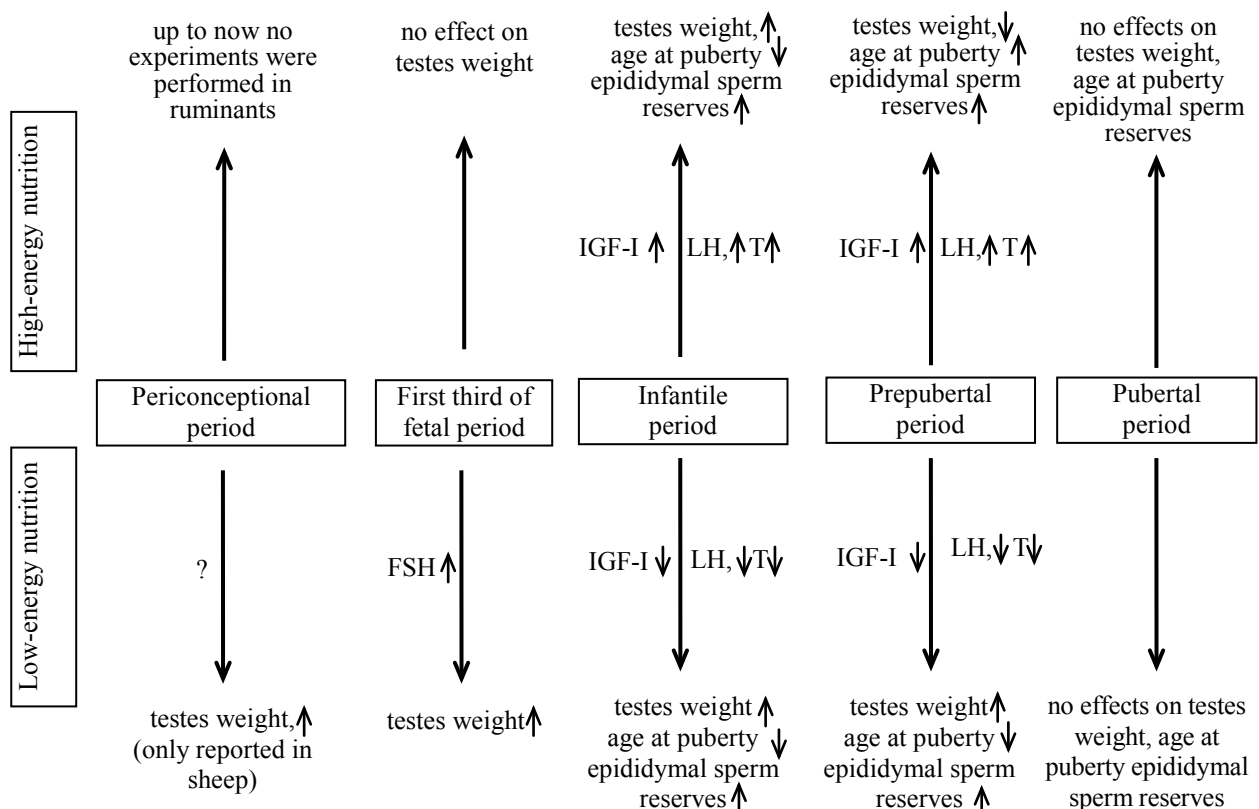 High-energy nutrition
up to now no
experiments were
performed in
ruminants
no effect on
testes weight
testes weight,↑
age at puberty ↓
epididymal sperm
reserves ↑
testes weight,↓
age at puberty ↑
epididymal sperm
reserves ↑
no effects on
testes weight,
age at puberty
epididymal sperm
reserves
IGF-I ↑ LH,↑ T↑
IGF-I ↑ LH,↑ T↑
Periconceptional
period
First third of
fetal period
Infantile
period
Prepubertal
period
Pubertal
period
Low-energy nutrition
?
FSH ↑
IGF-I ↓ LH, ↓T↓
IGF-I ↓ LH,↓T↓
testes weight,↑
(only reported in
sheep)
testes weight↑
testes weight ↑
age at puberty ↓
epididymal sperm
reserves ↑
testes weight↑
age at puberty↓
epididymal sperm
reserves ↑
no effects on testes
weight, age at
puberty epididymal
sperm reserves